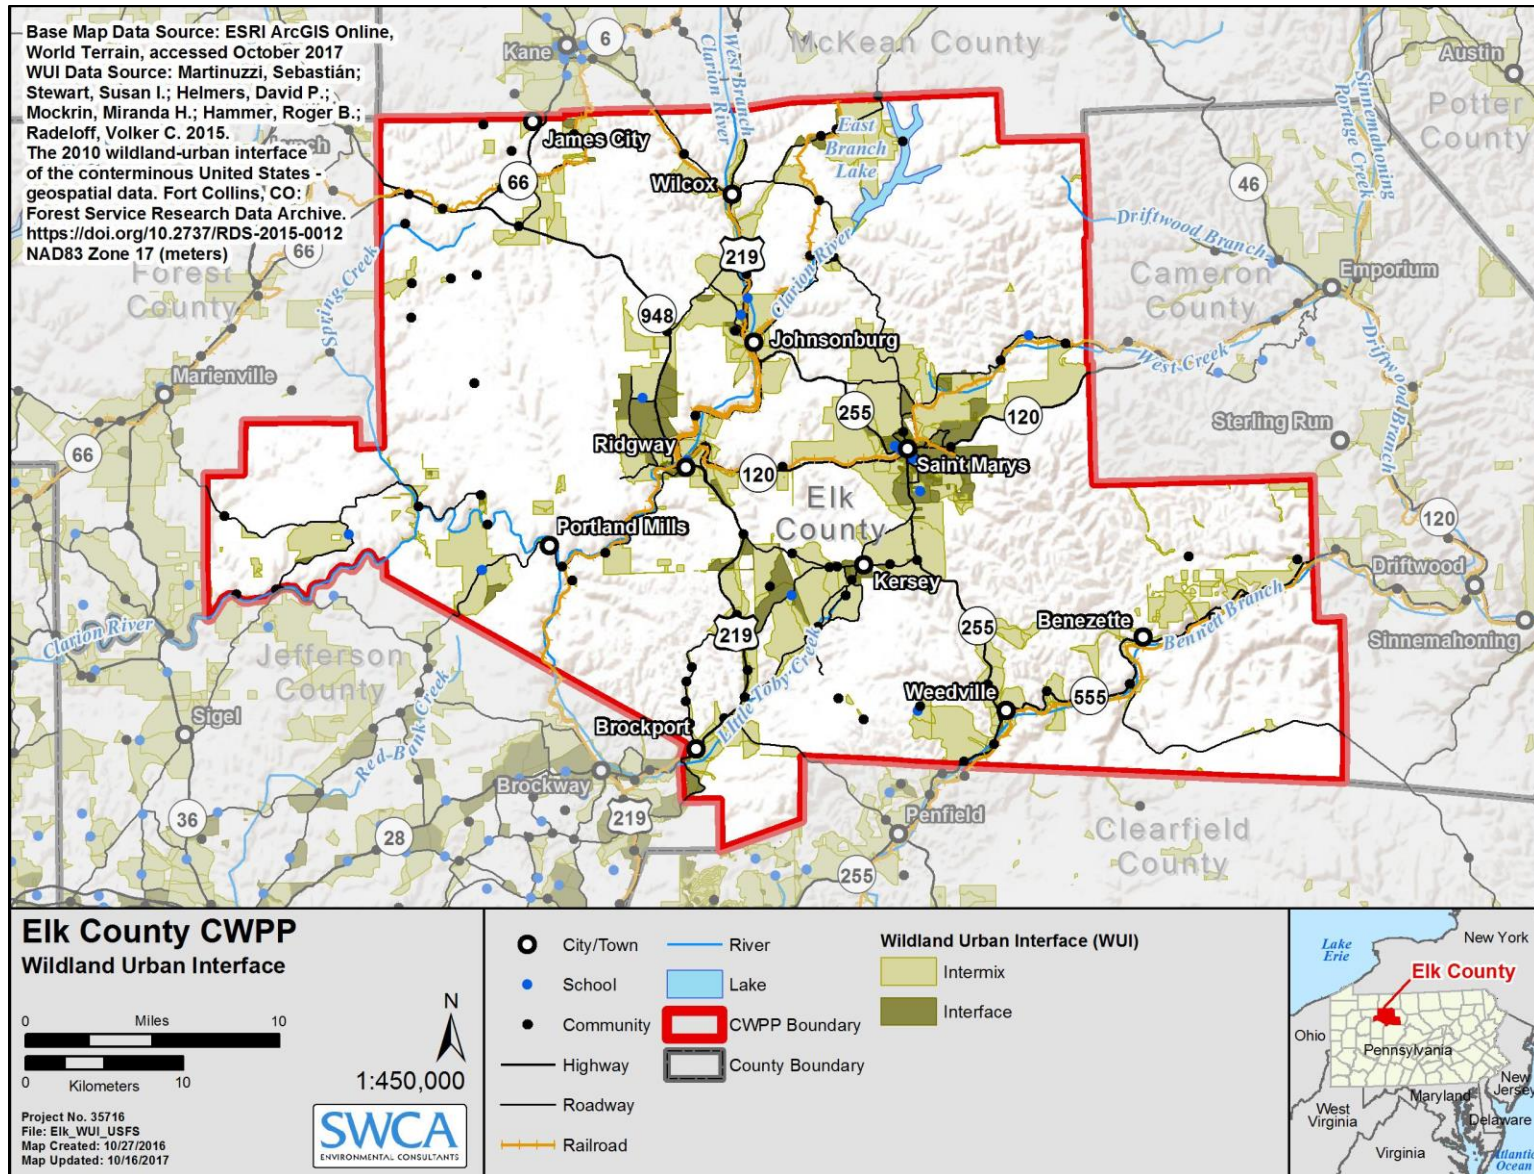 Base Map Data Source: ESRI ArcGIS Online,
World Terrain, accessed October 2017
WUI Data Source: Martinuzzi, Sebastián;
Stewart, Susan I.; Helmers, David P.;
Mockrin, Miranda H.; Hammer, Roger B.;
Radeloff, Volker C. 2015.
The 2010 wildland-urban interface
of the conterminous United States -
geospatial data. Fort Collins, CO:
Forest Service Research Data Archive.
https://doi.org/10.2737/RDS-2015-0012
NAD83 Zone 17 (meters)
Kane
6
West Branch
Clarion River
McKean County
Austin
Potter
County
Sinnemahoning
Portage Creek
James City
66
Wilcox
East
Branch
Lake
46
Driftwood Branch
66
Forest
County
Spring Creek
219
Clarion River
Cameron
County
Emporium
948
Johnsonburg
West Creek
Driftwood Branch
Marienville
255
120
Sterling Run
66
Ridgway
120
Saint Marys
Elk
County
Portland Mills
120
Kersey
Driftwood
Clarion River
219
255
Benezette
Bennett Branch
Sinnemahoning
Jefferson
County
Little Toby Creek
Weedville
555
Sigel
Red-Bank Creek
Brockport
Brockway
36
28
219
Penfield
255
Clearfield
County
Elk County CWPP
Wildland Urban Interface
0 Miles 10
0 Kilometers 10
N
1:450,000
Project No. 35716
File: Elk_WUI_USFS
Map Created: 10/27/2016
Map Updated: 10/16/2017
SWCA
ENVIRONMENTAL CONSULTANTS
City/Town
School
Community
Highway
Roadway
Railroad
River
Lake
CWPP Boundary
County Boundary
Wildland Urban Interface (WUI)
Intermix
Interface
Lake
Erie
New York
Elk County
Ohio
Pennsylvania
New
Jersey
Maryland
West
Virginia
Delaware
Virginia
Atlantic
Ocean